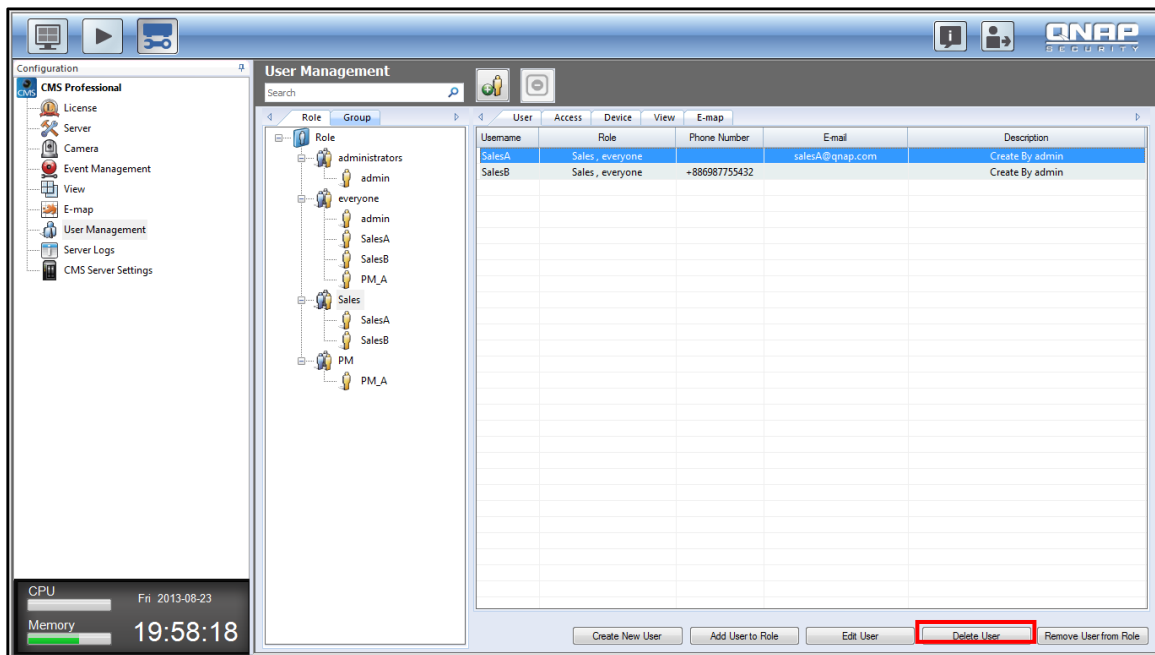 QNAP
SECURITY
Configuration
CMS Professional
CMS
License
Server
Camera
Event Management
View
E-map
User Management
Server Logs
CMS Server Settings
CPU
Fri 2013-08-23
Memory
19:58:18
User Management
Search
Role Group
Role
administrators
admin
everyone
admin
SalesA
SalesB
PM_A
Sales
SalesA
SalesB
PM
PM_A
User Access Device View E-map
Username Role Phone Number E-mail Description
SalesA Sales , everyone salesA@qnap.com Create By admin
SalesB Sales , everyone +886987755432 Create By admin
Create New User Add User to Role Edit User Delete User Remove User from Role